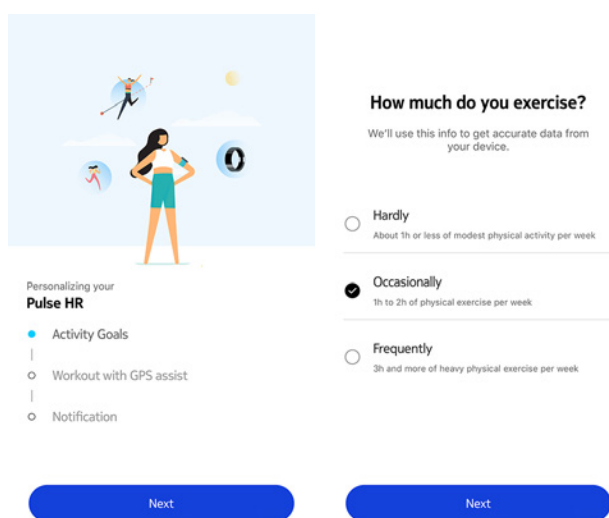 Personalizing your
Pulse HR
Activity Goals
Workout with GPS assist
Notification
Next
How much do you exercise?
We'll use this info to get accurate data from
your device.
Hardly
About 1h or less of modest physical activity per week
Occasionally
1h to 2h of physical exercise per week
Frequently
3h and more of heavy physical exercise per week
Next